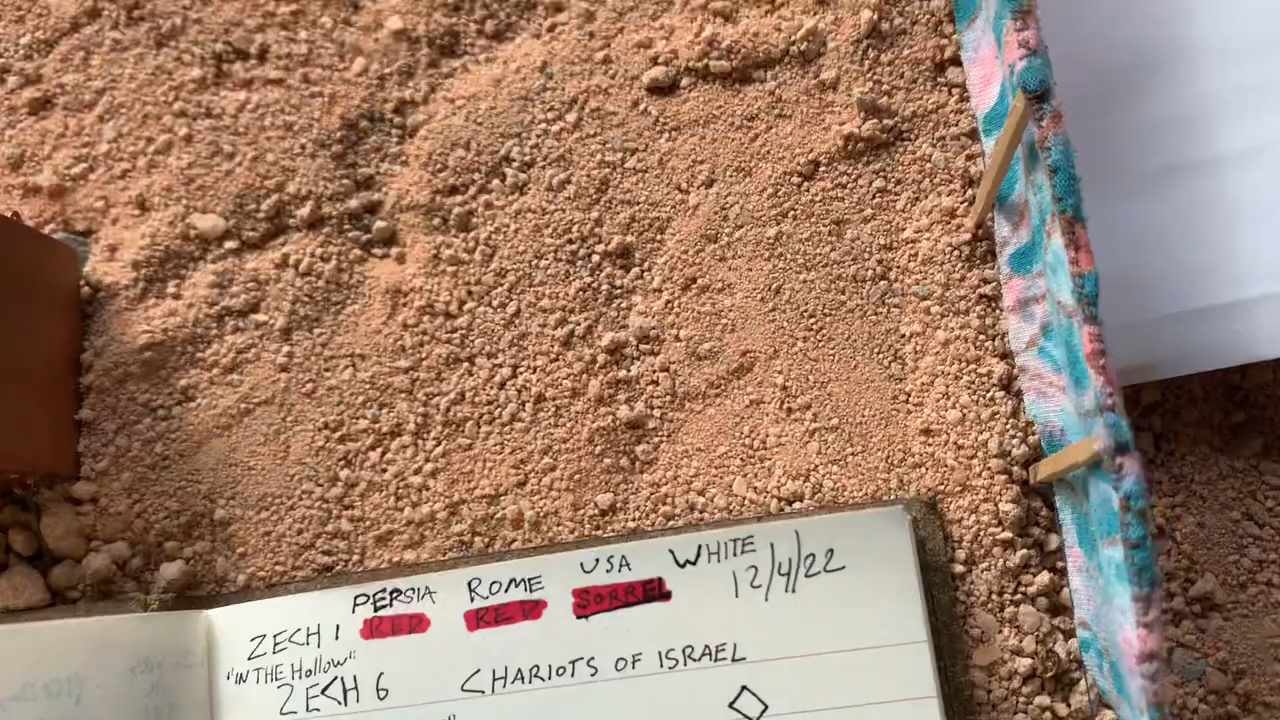 PERSIA ROME USA WHITE
ZECH 1 RED RED SORREL 12/4/22
"IN THE HOLLOW"
ZECH 6 CHARIOTS OF ISRAEL